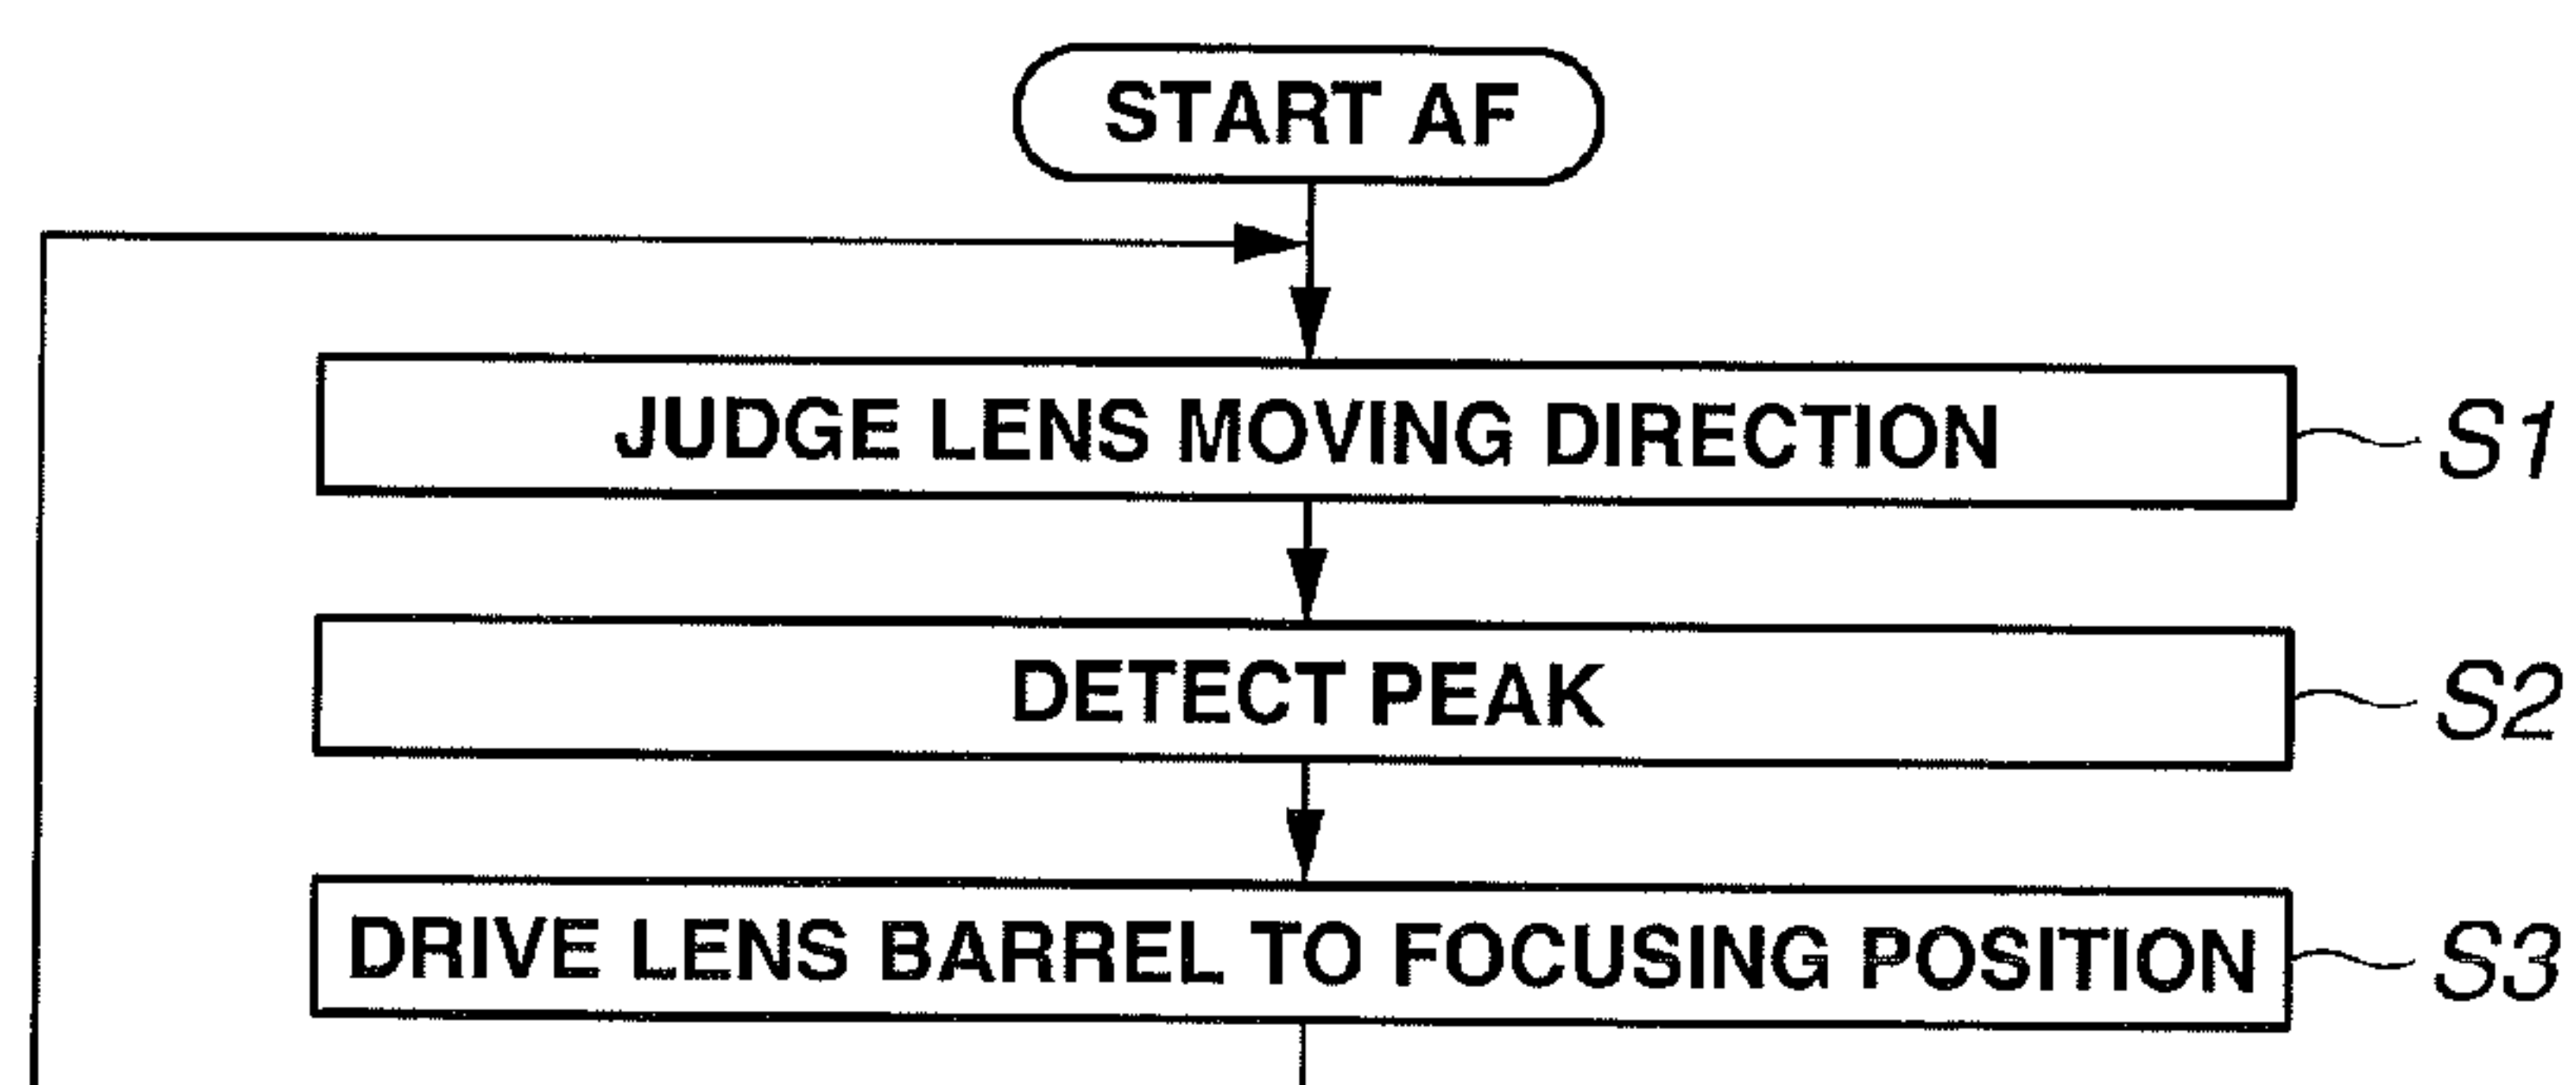 START AF
JUDGE LENS MOVING DIRECTION S1
DETECT PEAK S2
DRIVE LENS BARREL TO FOCUSING POSITION S3